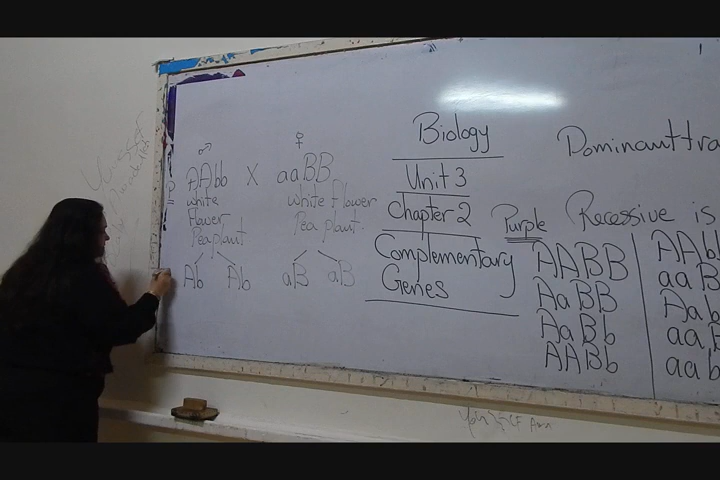 ♂
♀
P
AAbb X aaBB
white
Flower
Pea plant
white flower
Pea plant.
Ab Ab aB aB
Biology
Unit 3
Chapter 2
Complementary
Genes
Dominant tra
Purple
Recessive is
AABB
AaBB
AaBb
AABb
AAb
aaB
Aab
aaB
aab